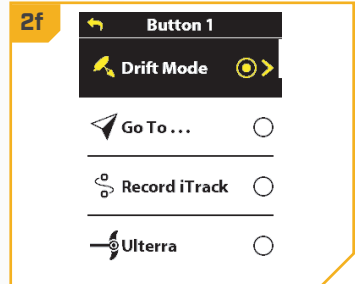 2f
Button 1
Drift Mode
Go To ...
Record iTrack
Ulterra